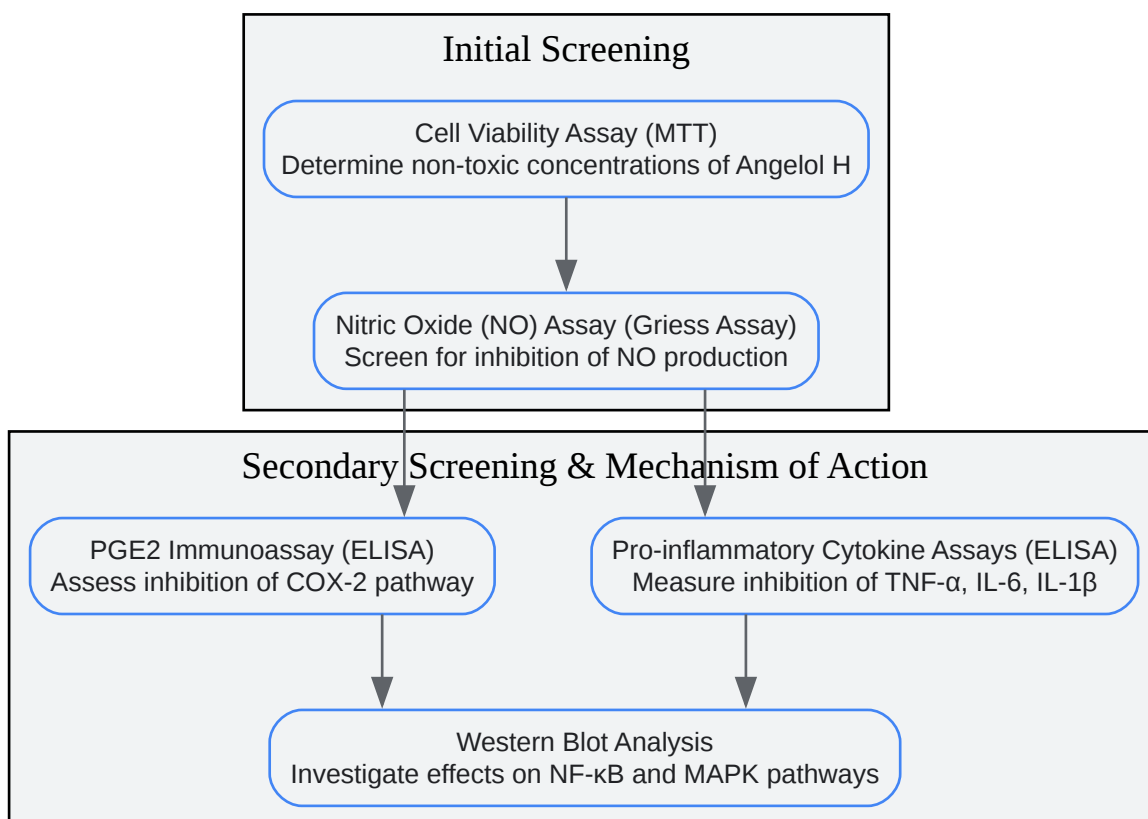 Initial Screening
Cell Viability Assay (MTT)
Determine non-toxic concentrations of Angelol H
Nitric Oxide (NO) Assay (Griess Assay)
Screen for inhibition of NO production
Secondary Screening & Mechanism of Action
PGE2 Immunoassay (ELISA)
Assess inhibition of COX-2 pathway
Pro-inflammatory Cytokine Assays (ELISA)
Measure inhibition of TNF-α, IL-6, IL-1β
Western Blot Analysis
Investigate effects on NF-κB and MAPK pathways